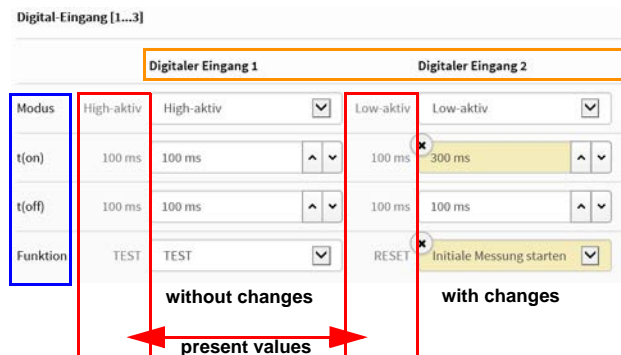 Digital-Eingang [1...3]
Digitaler Eingang 1 Digitaler Eingang 2
Modus High-aktiv High-aktiv Low-aktiv Low-aktiv
t(on) 100 ms 100 ms 100 ms 300 ms
t(off) 100 ms 100 ms 100 ms 100 ms
Funktion TEST TEST RESET Initiale Messung starten
without changes with changes
present values